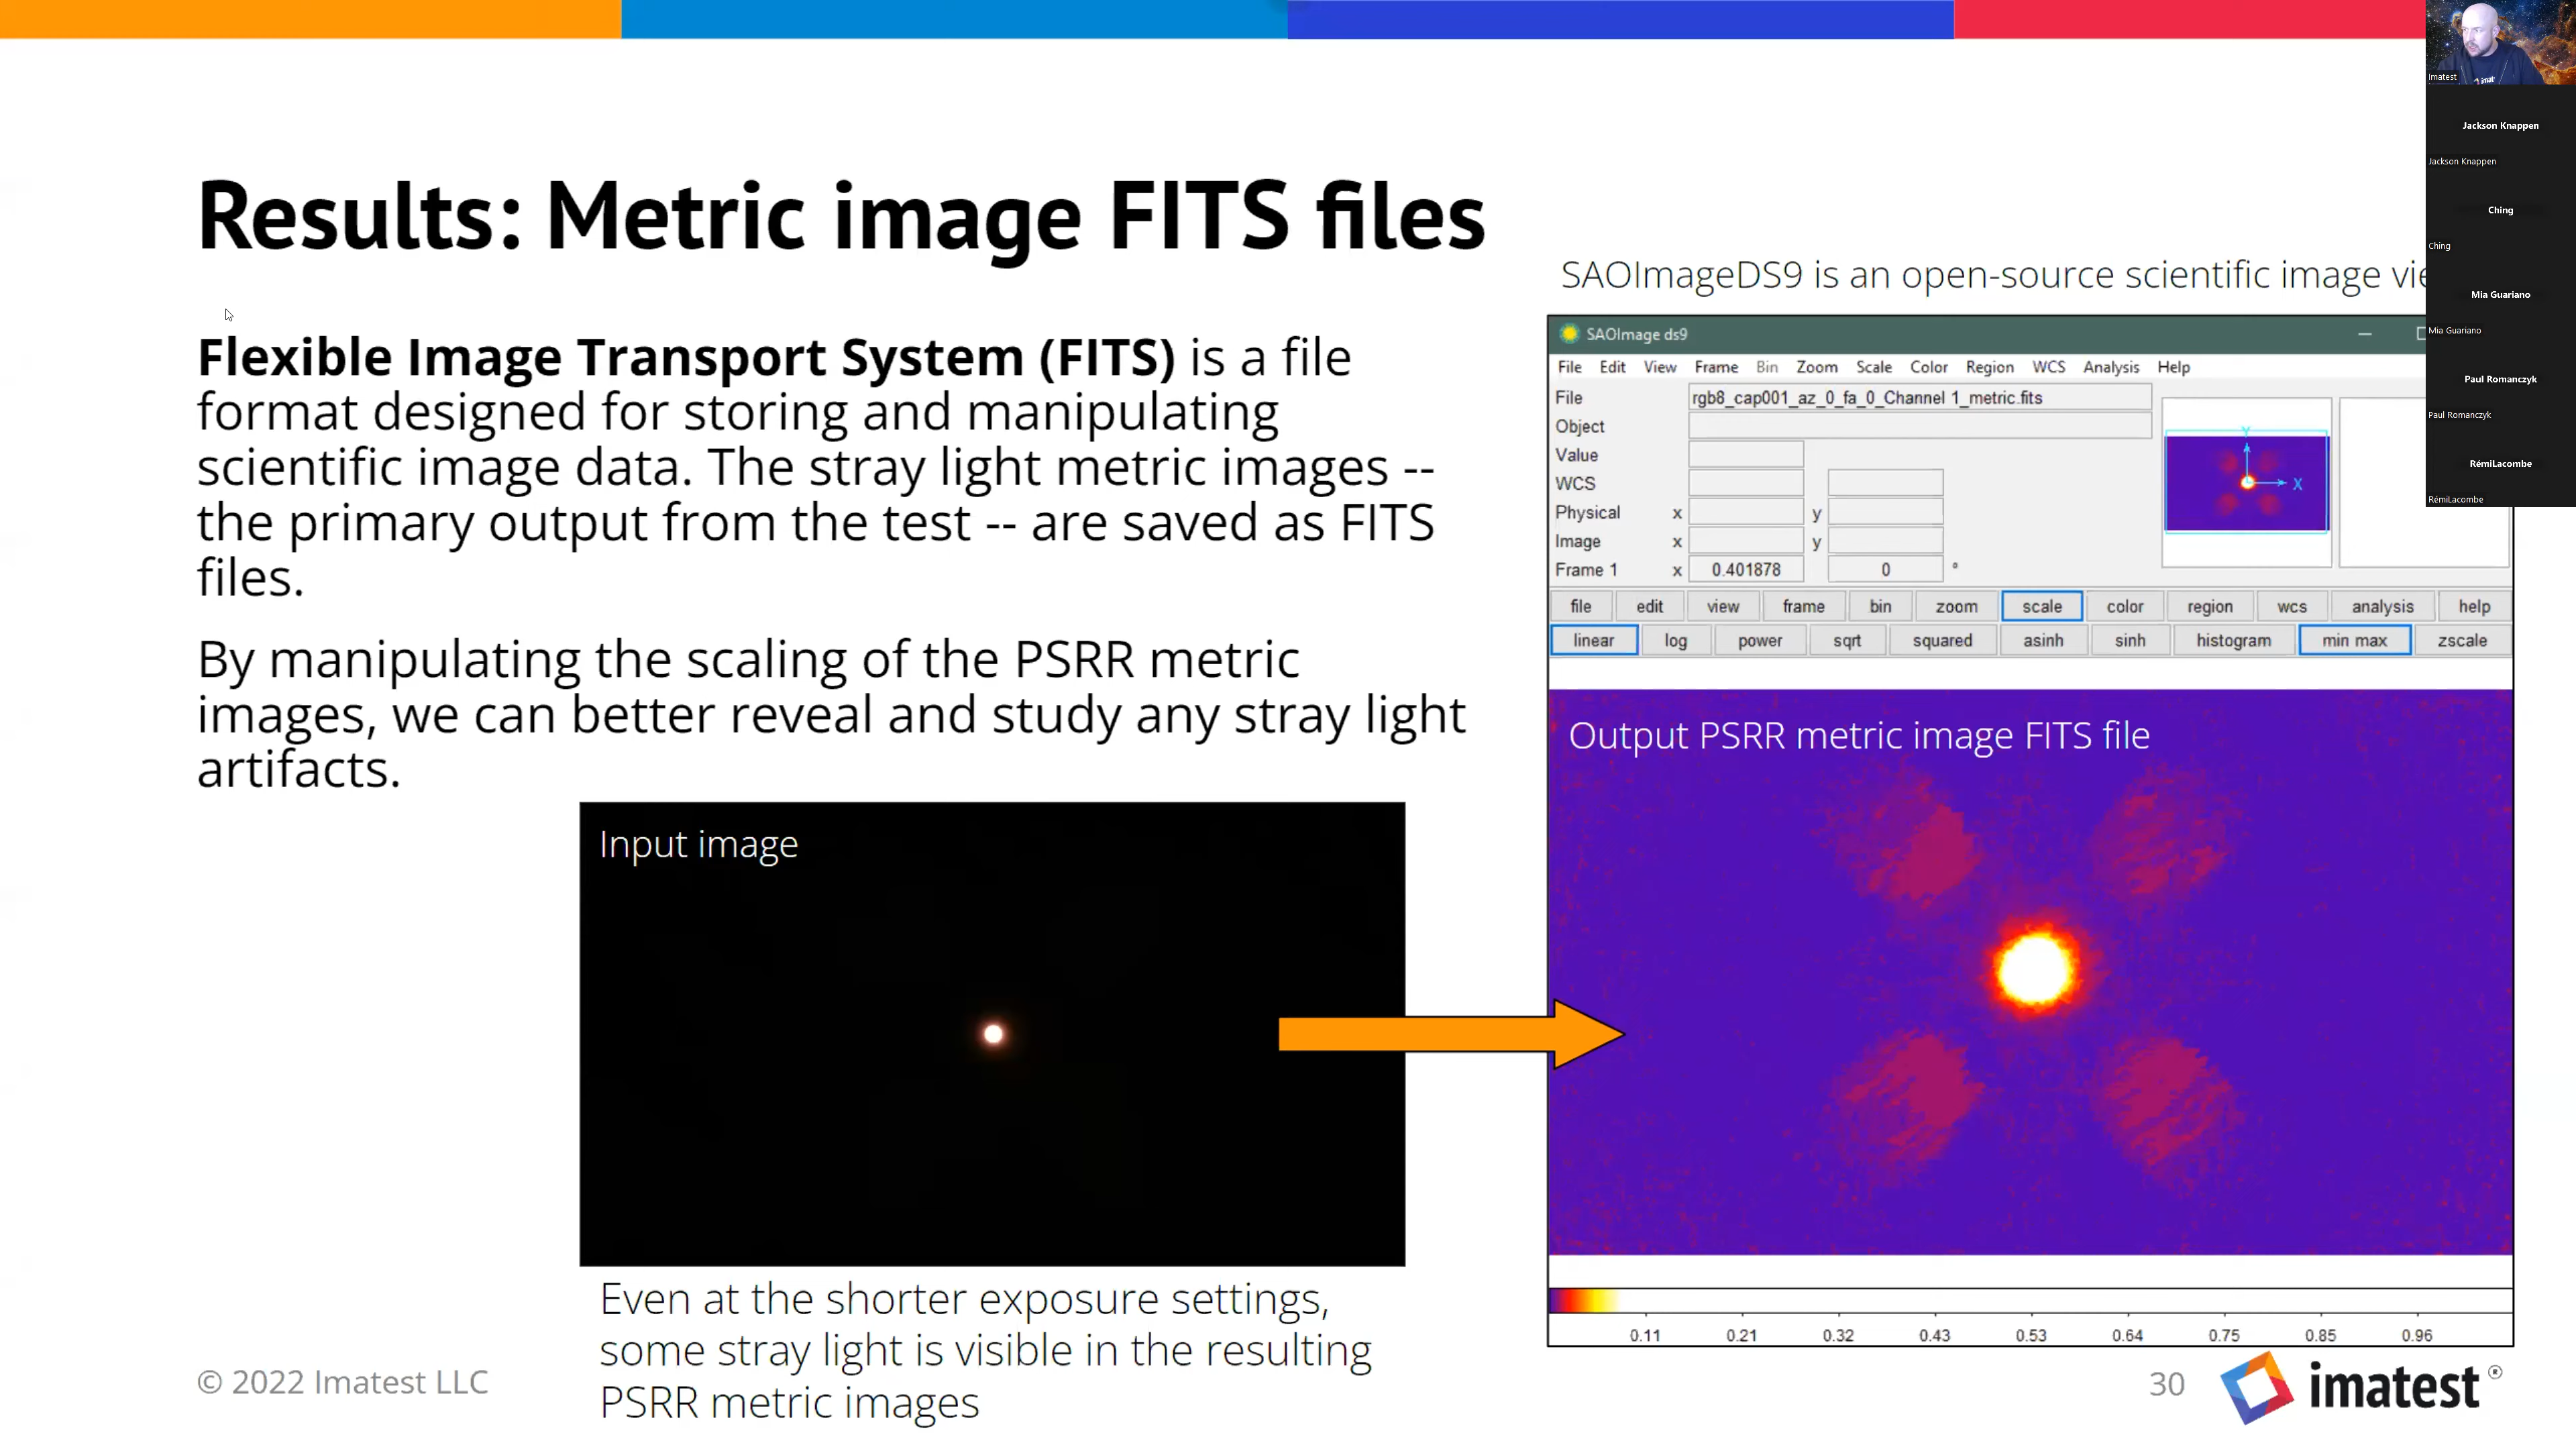 Results: Metric image FITS files
Flexible Image Transport System (FITS) is a file
format designed for storing and manipulating
scientific image data. The stray light metric images --
the primary output from the test -- are saved as FITS
files.
By manipulating the scaling of the PSRR metric
images, we can better reveal and study any stray light
artifacts.
Input image
Even at the shorter exposure settings,
some stray light is visible in the resulting
PSRR metric images
SAOImageDS9 is an open-source scientific image vie
SAOImage ds9
File Edit View Frame Bin Zoom Scale Color Region WCS Analysis Help
File rgb8_cap001_az_0_fa_0_Channel 1_metric.fits
Object
Value
WCS
Physical x y
Image x y
Frame 1 x 0.401878 0 °
Y
X
file edit view frame bin zoom scale color region wcs analysis help
linear log power sqrt squared asinh sinh histogram min max zscale
Output PSRR metric image FITS file
0.11 0.21 0.32 0.43 0.53 0.64 0.75 0.85 0.96
© 2022 Imatest LLC
30
imatest®
Imatest
Jackson Knappen
Jackson Knappen
Ching
Ching
Mia Guariano
Mia Guariano
Paul Romanczyk
Paul Romanczyk
RémiLacombe
RémiLacombe